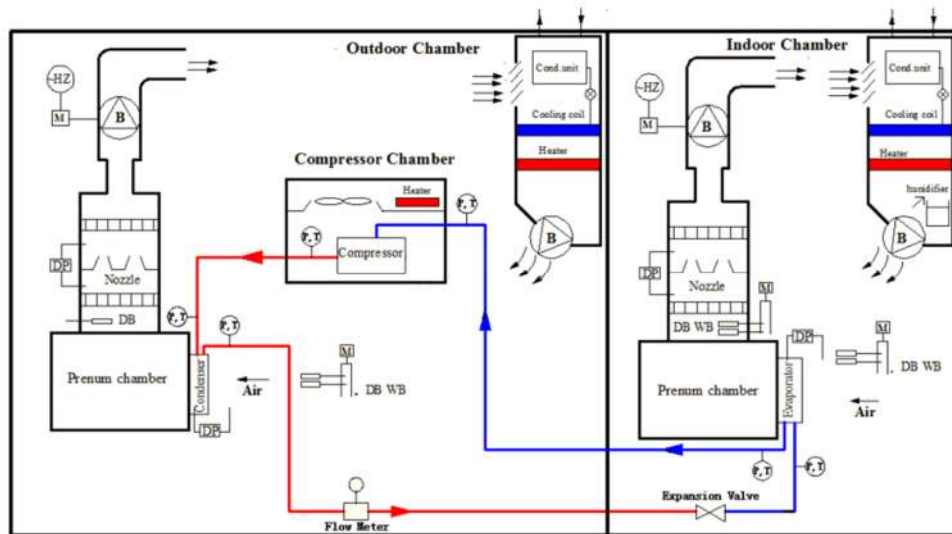 Outdoor Chamber
Indoor Chamber
~HZ
M
B
Cond.unit
Cooling coil
Heater
B
~HZ
M
B
Cond.unit
Cooling coil
Heater
humidifier
B
Compressor Chamber
Heater
P,T
P,T
Compressor
DP
Nozzle
DB
P,T
P,T
Prenum chamber
Condenser
DP
Air
M
DB WB
DP
Nozzle
M
DB WB
DP
Prenum chamber
Evaporator
M
DB WB
Air
P,T
P,T
Expansion Valve
Flow Meter